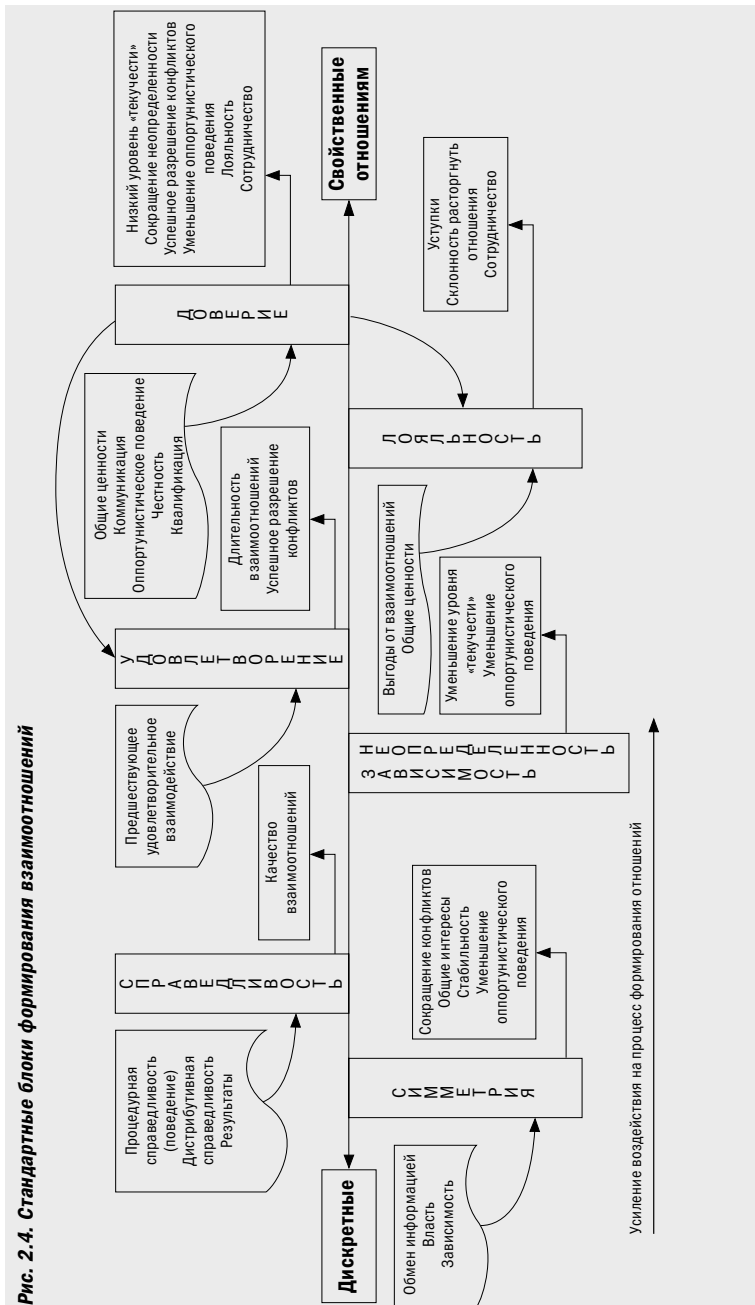 Рис. 2.4. Стандартные блоки формирования взаимоотношений
Процедурная
справедливость
(поведение)
Дистрибутивная
справедливость
Результаты
СПРАВЕДЛИВОСТЬ
Качество
взаимоотношений
Предшествующее
удовлетворительное
взаимодействие
УДОВЛЕТВОРЕНИЕ
Длительность
взаимоотношений
Успешное разрешение
конфликтов
Общие ценности
Коммуникация
Оппортунистическое поведение
Честность
Квалификация
ДОВЕРИЕ
Низкий уровень «текучести»
Сокращение неопределенности
Успешное разрешение конфликтов
Уменьшение оппортунистического
поведения
Лояльность
Сотрудничество
Дискретные
Свойственные
отношениям
Обмен информацией
Власть
Зависимость
СИММЕТРИЯ
Сокращение конфликтов
Общие интересы
Стабильность
Уменьшение
оппортунистического
поведения
ЗАВИСИМОСТЬ
НЕОПРЕДЕЛЕННОСТЬ
Уменьшение уровня
«текучести»
Уменьшение
оппортунистического
поведения
Выгоды от взаимоотношений
Общие ценности
ЛОЯЛЬНОСТЬ
Уступки
Склонность расторгнуть
отношения
Сотрудничество
Усиление воздействия на процесс формирования отношений